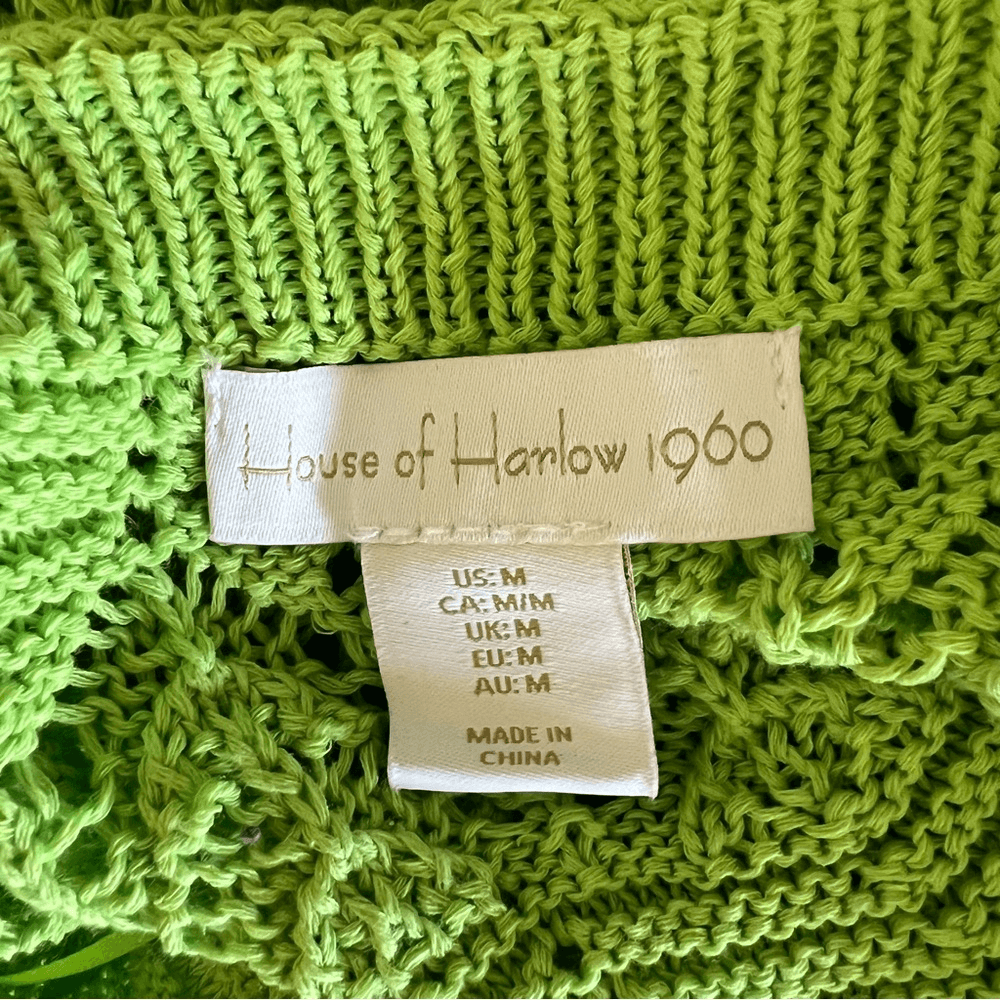 House of Harlow 1960
US: M
CA: M/M
UK: M
EU: M
AU: M
MADE IN
CHINA